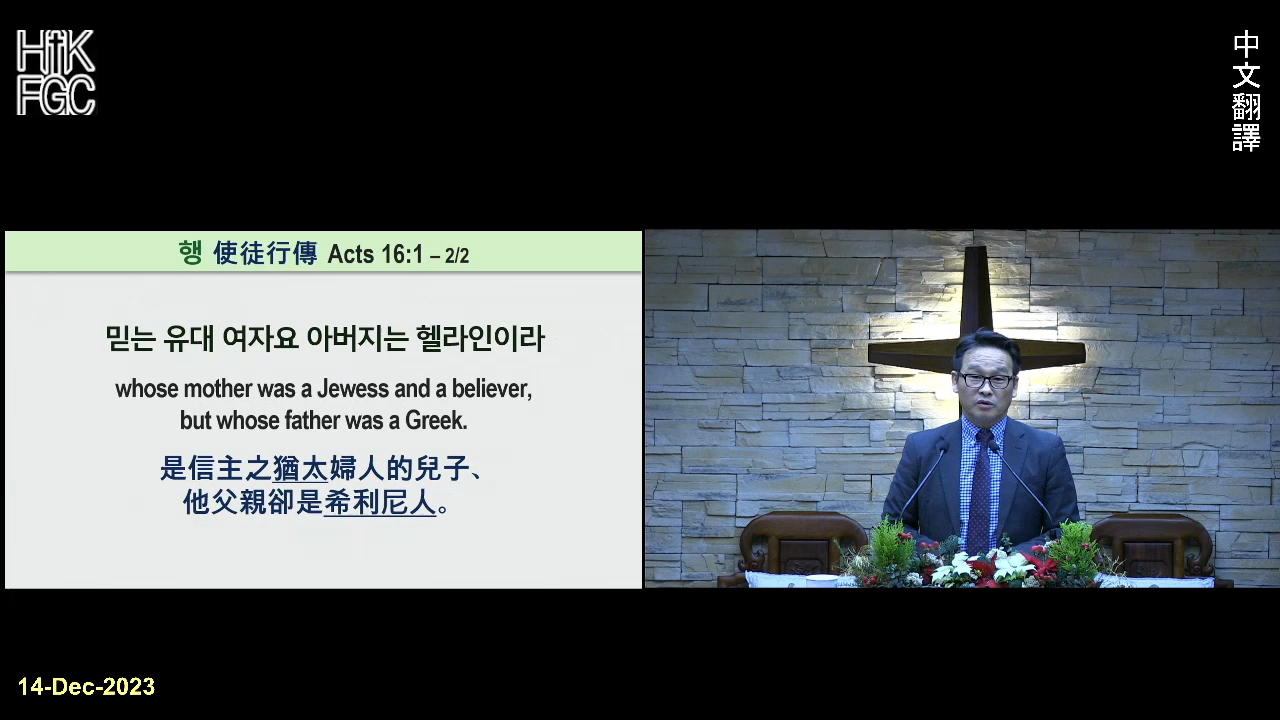 HfK
FGC
中文翻譯
행 使徒行傳 Acts 16:1 – 2/2
믿는 유대 여자요 아버지는 헬라인이라
whose mother was a Jewess and a believer,
but whose father was a Greek.
是信主之猶太婦人的兒子、
他父親卻是希利尼人。
14-Dec-2023